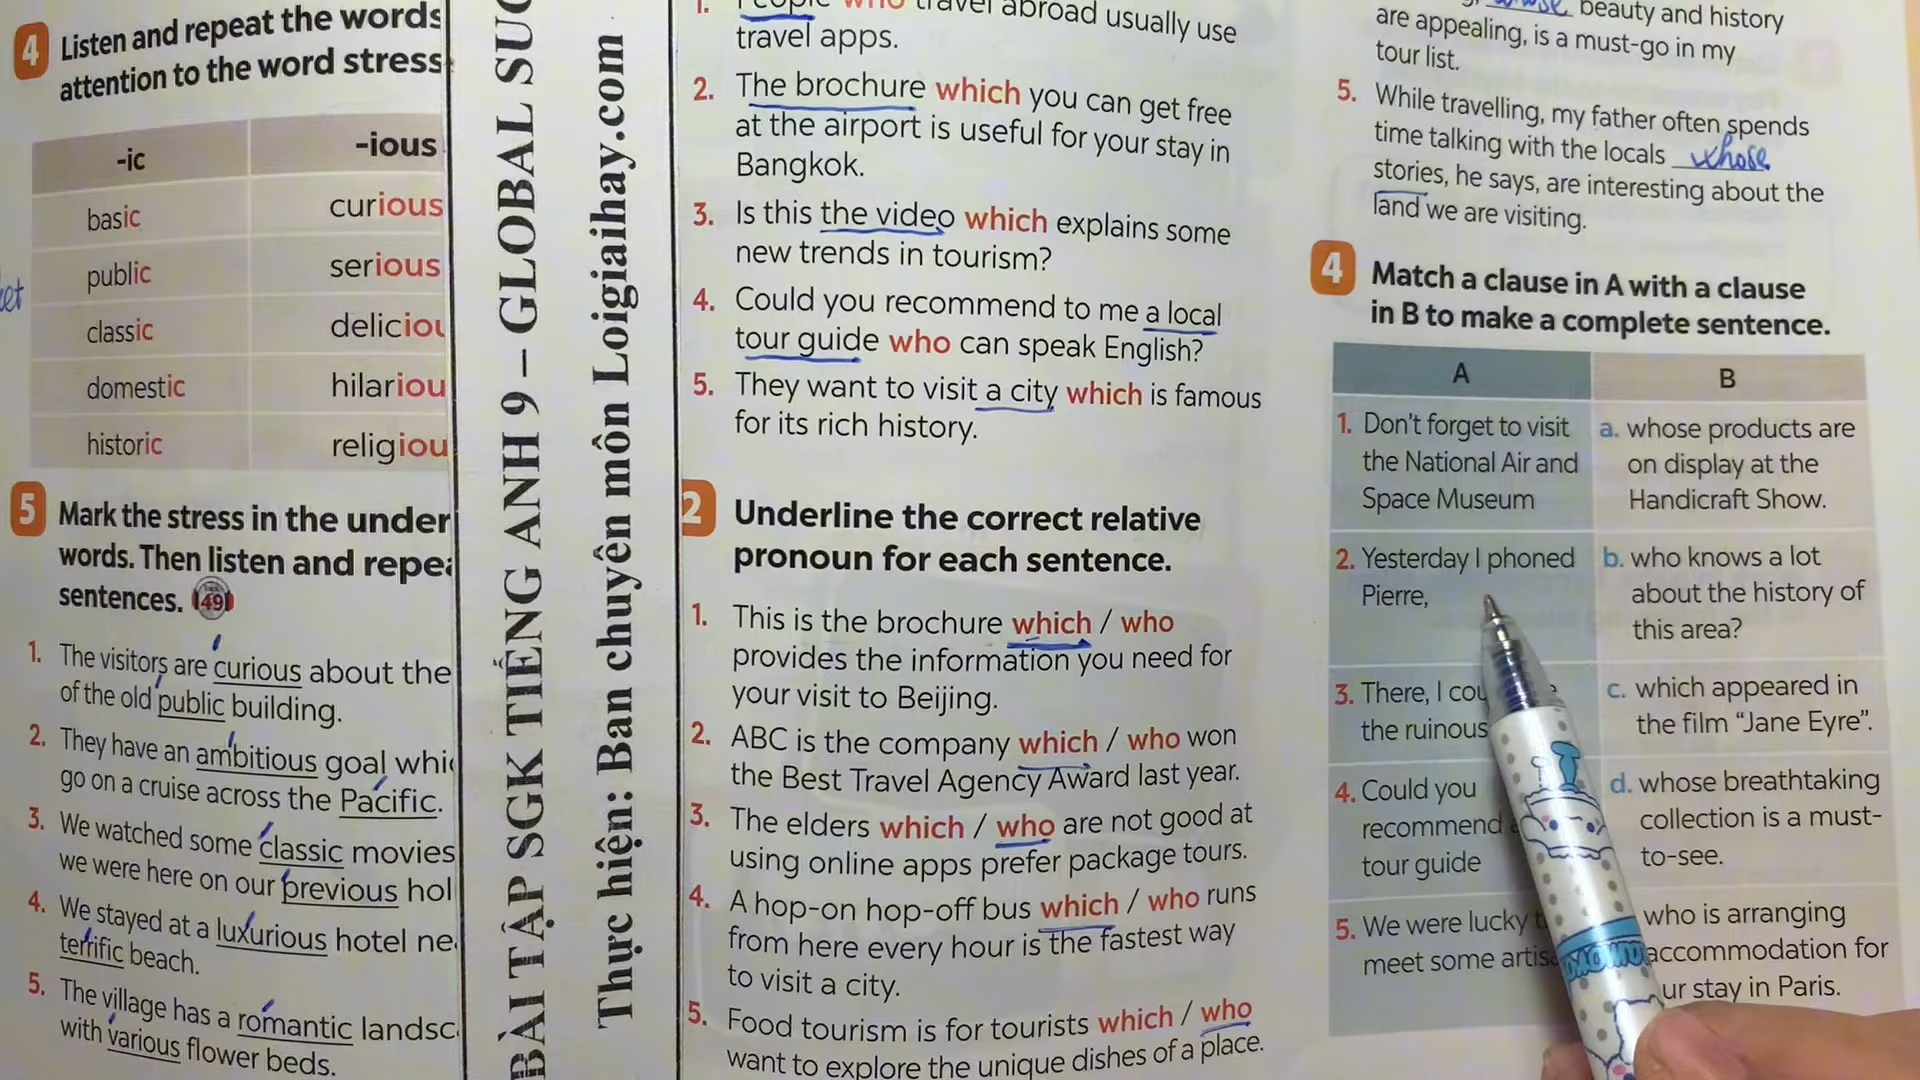 4 Listen and repeat the words
attention to the word stress
-ic -ious
basic curious
public serious
classic deliciou
domestic hilariou
historic religiou
5 Mark the stress in the under
words. Then listen and repea
sentences. 49
1. The visitors are curious about the
of the old public building.
2. They have an ambitious goal whic
go on a cruise across the Pacific.
3. We watched some classic movies
we were here on our previous hol
4. We stayed at a luxurious hotel ne
terrific beach.
5. The village has a romantic landsc
with various flower beds.
BÀI TẬP SGK TIẾNG ANH 9 – GLOBAL SUC
Thực hiện: Ban chuyên môn Loigiaihay.com
1. People who travel abroad usually use
travel apps.
2. The brochure which you can get free
at the airport is useful for your stay in
Bangkok.
3. Is this the video which explains some
new trends in tourism?
4. Could you recommend to me a local
tour guide who can speak English?
5. They want to visit a city which is famous
for its rich history.
2 Underline the correct relative
pronoun for each sentence.
1. This is the brochure which / who
provides the information you need for
your visit to Beijing.
2. ABC is the company which / who won
the Best Travel Agency Award last year.
3. The elders which / who are not good at
using online apps prefer package tours.
4. A hop-on hop-off bus which / who runs
from here every hour is the fastest way
to visit a city.
5. Food tourism is for tourists which / who
want to explore the unique dishes of a place.
beauty and history
are appealing, is a must-go in my
tour list.
5. While travelling, my father often spends
time talking with the locals whose
stories, he says, are interesting about the
land we are visiting.
4 Match a clause in A with a clause
in B to make a complete sentence.
A B
1. Don't forget to visit
the National Air and
Space Museum
a. whose products are
on display at the
Handicraft Show.
2. Yesterday I phoned
Pierre,
b. who knows a lot
about the history of
this area?
3. There, I cou
the ruinous
c. which appeared in
the film "Jane Eyre".
4. Could you
recommend
tour guide
d. whose breathtaking
collection is a must-
to-see.
5. We were lucky t
meet some artis
who is arranging
accommodation for
ur stay in Paris.